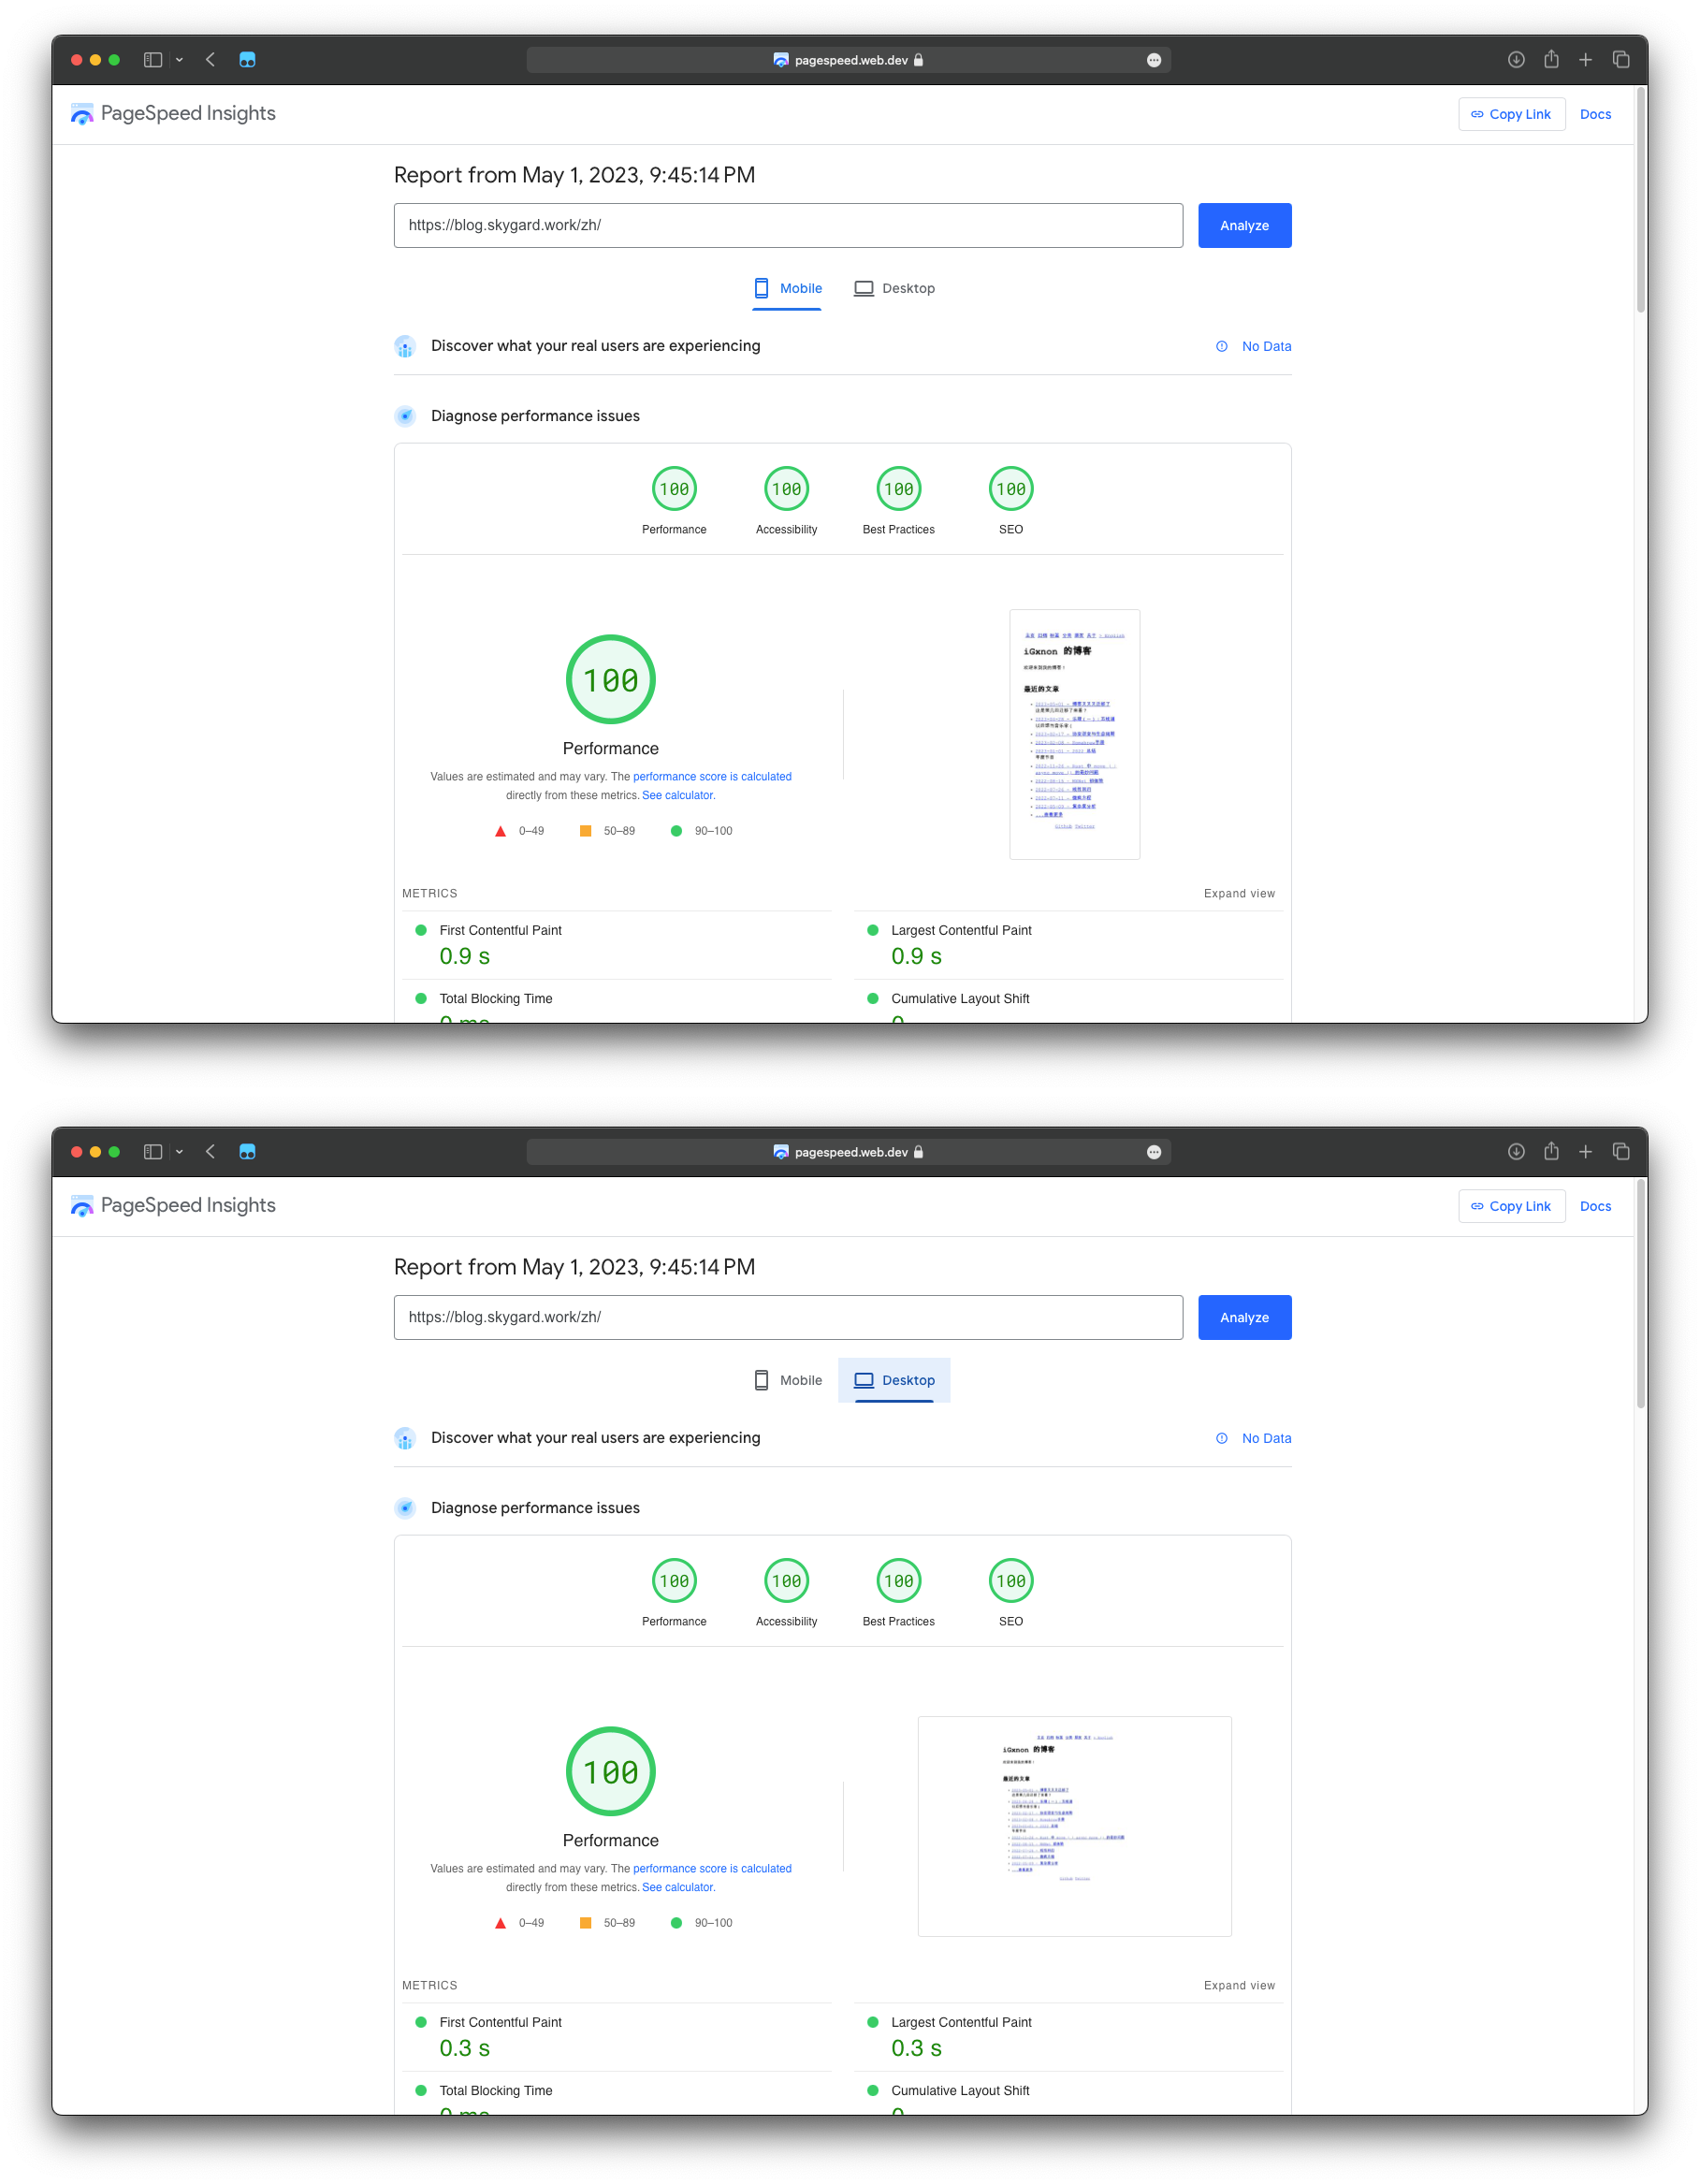 pagespeed.web.dev
PageSpeed Insights
Copy Link Docs
Report from May 1, 2023, 9:45:14 PM
https://blog.skygard.work/zh/
Analyze
Mobile Desktop
Discover what your real users are experiencing
No Data
Diagnose performance issues
100 100 100 100
Performance Accessibility Best Practices SEO
100
Performance
Values are estimated and may vary. The performance score is calculated
directly from these metrics. See calculator.
0–49 50–89 90–100
iGxnon 的博客
最近的文章
METRICS
Expand view
First Contentful Paint
0.9 s
Largest Contentful Paint
0.9 s
Total Blocking Time
Cumulative Layout Shift
pagespeed.web.dev
PageSpeed Insights
Copy Link Docs
Report from May 1, 2023, 9:45:14 PM
https://blog.skygard.work/zh/
Analyze
Mobile Desktop
Discover what your real users are experiencing
No Data
Diagnose performance issues
100 100 100 100
Performance Accessibility Best Practices SEO
100
Performance
Values are estimated and may vary. The performance score is calculated
directly from these metrics. See calculator.
0–49 50–89 90–100
iGxnon 的博客
最近的文章
METRICS
Expand view
First Contentful Paint
0.3 s
Largest Contentful Paint
0.3 s
Total Blocking Time
Cumulative Layout Shift